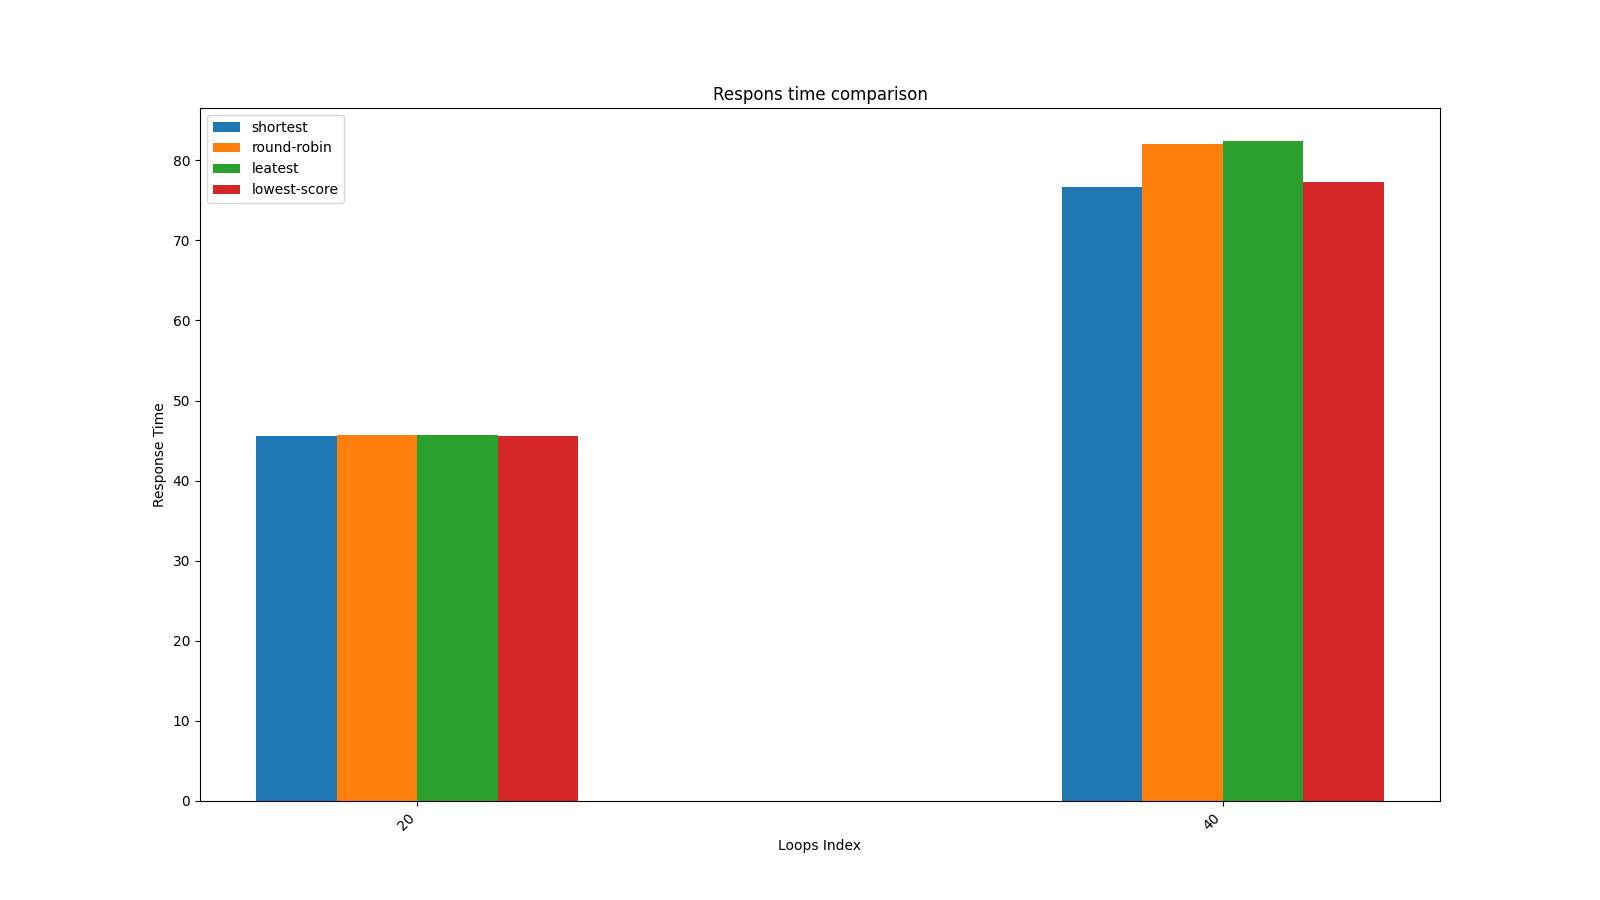 Respons time comparison
shortest
round-robin
leatest
lowest-score
80
70
60
50
40
30
20
10
0
Response Time
20
40
Loops Index